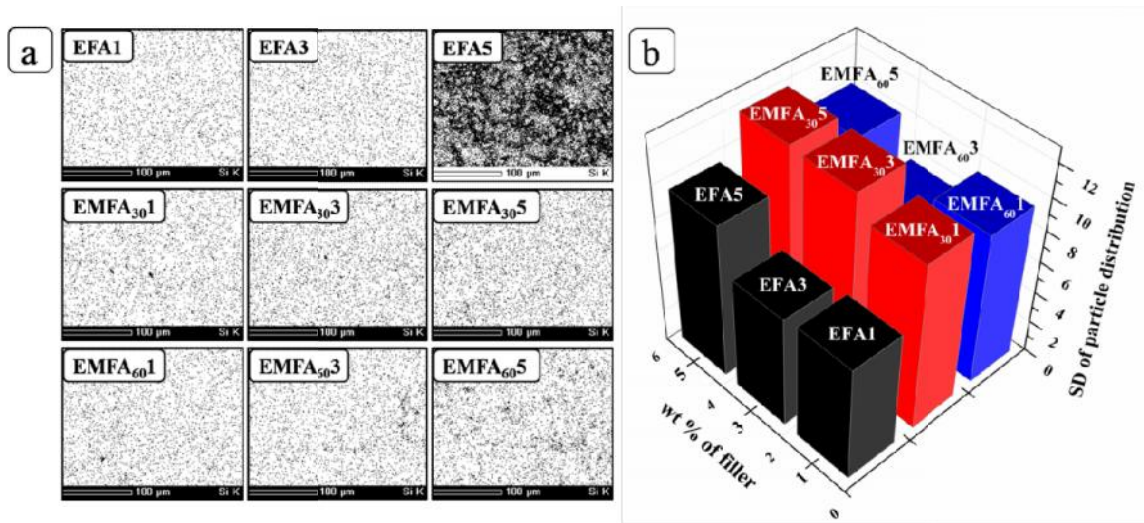 a
EFA1
EFA3
EFA5
100 μm
Si K
100 μm
Si K
100 μm
Si K
EMFA₃₀1
EMFA₃₀3
EMFA₃₀5
100 μm
Si K
100 μm
Si K
100 μm
Si K
EMFA₆₀1
EMFA₆₀3
EMFA₆₀5
100 μm
Si K
100 μm
Si K
100 μm
Si K
b
EMFA₆₀5
EMFA₃₀5
EMFA₃₀3
EMFA₆₀3
EFA5
EMFA₃₀1
EMFA₆₀1
EFA3
EFA1
12
10
8
6
4
2
0
SD of particle distribution
6
5
4
3
2
1
0
wt % of filler